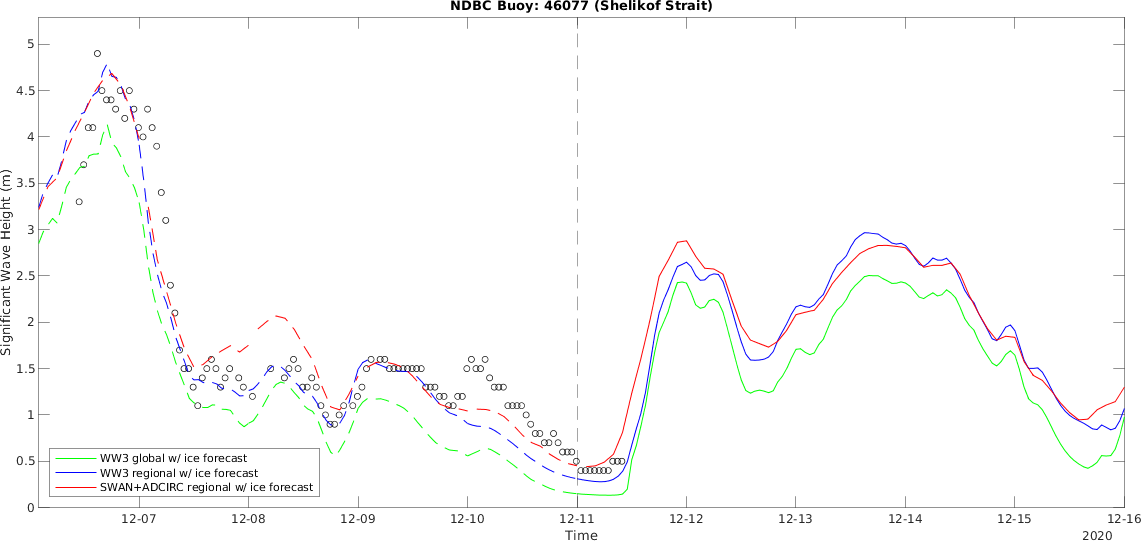 NDBC Buoy: 46077 (Shelikof Strait)
Significant Wave Height (m)
5
4.5
4
3.5
3
2.5
2
1.5
1
0.5
0
WW3 global w/ ice forecast
WW3 regional w/ ice forecast
SWAN+ADCIRC regional w/ ice forecast
12-07 12-08 12-09 12-10 12-11 12-12 12-13 12-14 12-15 12-16
Time
2020